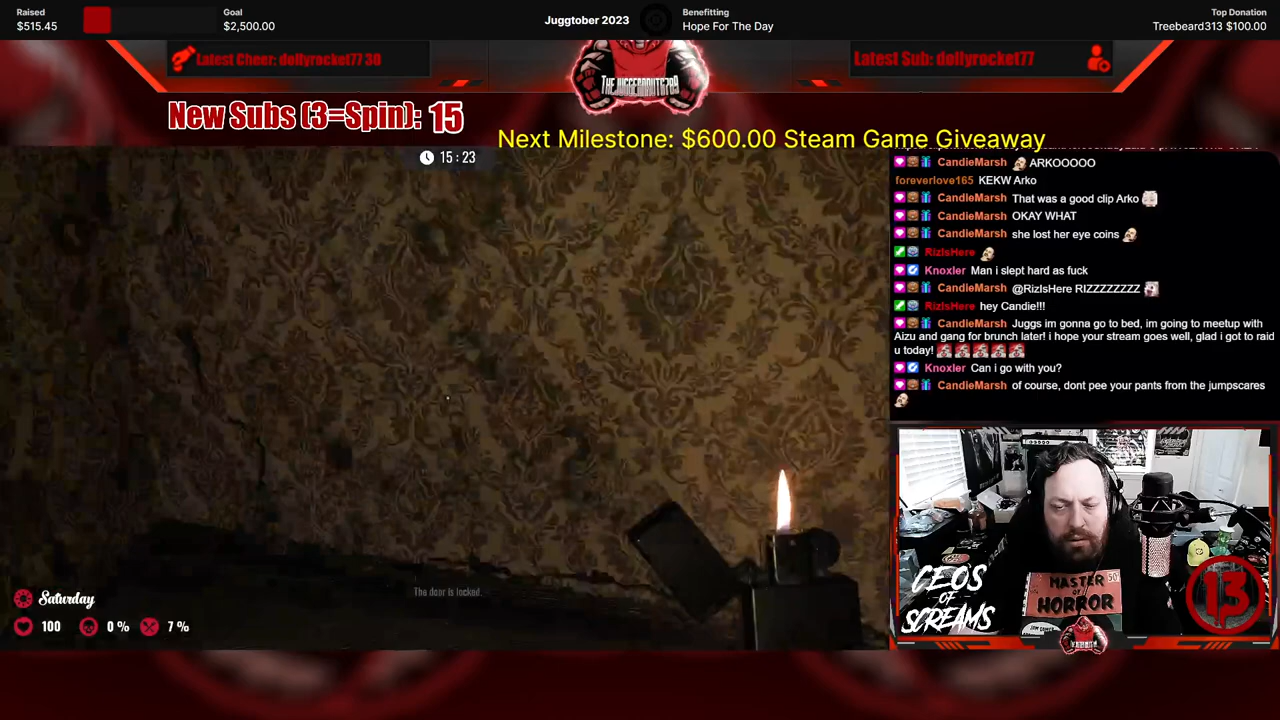 Raised
$515.45
Goal
$2,500.00
Juggtober 2023
Benefitting
Hope For The Day
Top Donation
Treebeard313 $100.00
Latest Cheer: dollyrocket77 30
THEJUGGERNAUT6789
Latest Sub: dollyrocket77
New Subs (3=Spin): 15
Next Milestone: $600.00 Steam Game Giveaway
15:23
CandieMarsh ARKOOOOO
foreverlove165 KEKW Arko
CandieMarsh That was a good clip Arko
CandieMarsh OKAY WHAT
CandieMarsh she lost her eye coins
RizIsHere
Knoxler Man i slept hard as fuck
CandieMarsh @RizIsHere RIZZZZZZZZ
RizIsHere hey Candie!!!
CandieMarsh Juggs im gonna go to bed, im going to meetup with
Aizu and gang for brunch later! i hope your stream goes well, glad i got to raid
u today!
Knoxler Can i go with you?
CandieMarsh of course, dont pee your pants from the jumpscares
The door is locked.
Saturday
100 0 % 7 %
CEOS
OF
SCREAMS
MASTER
OF
HORROR
13